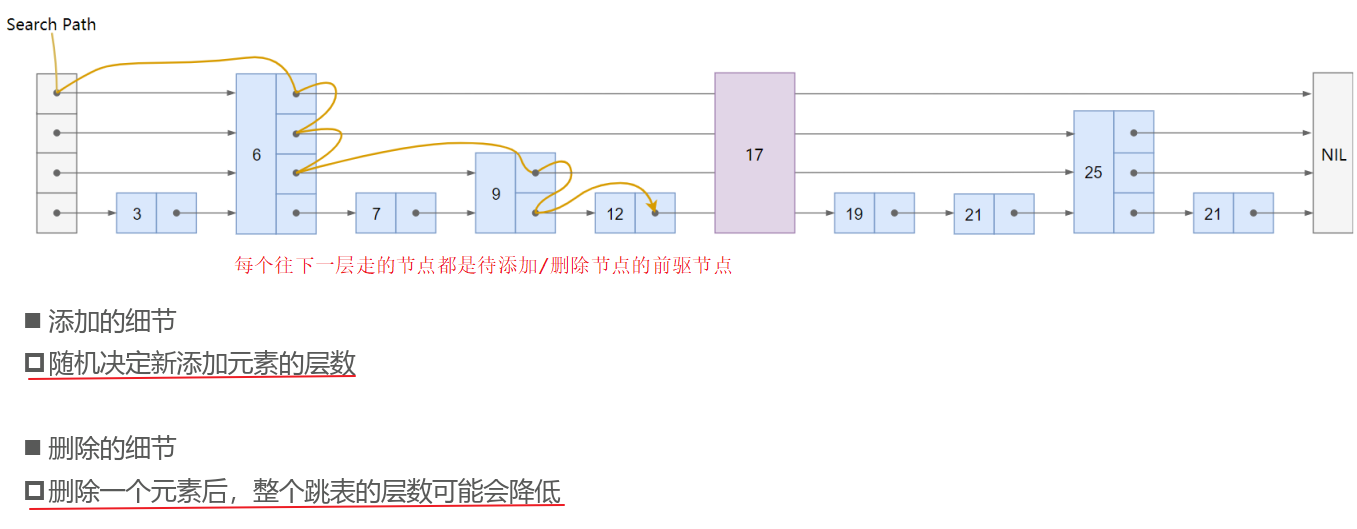 Search Path
3 6 7 9 12 17 19 21 25 21 NIL
每个往下一层走的节点都是待添加/删除节点的前驱节点
添加的细节
随机决定新添加元素的层数
删除的细节
删除一个元素后，整个跳表的层数可能会降低